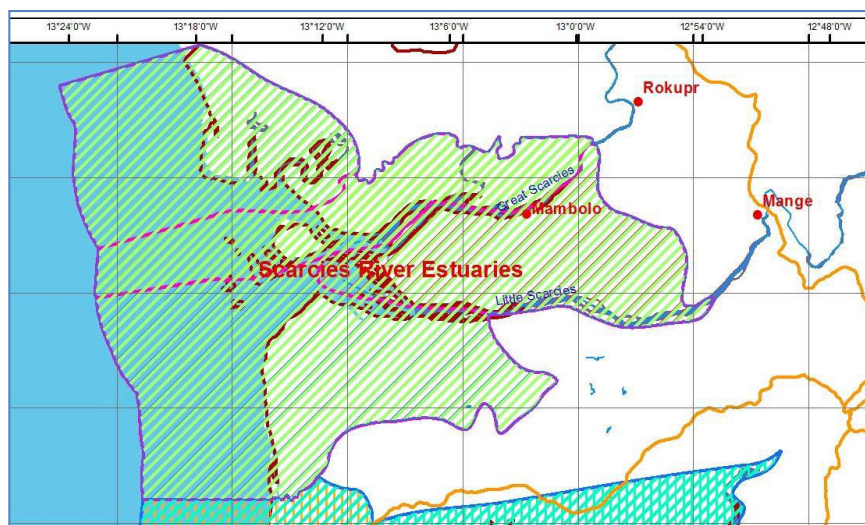 13°24'0"W 13°18'0"W 13°12'0"W 13°6'0"W 13°0'0"W 12°54'0"W 12°48'0"W
Rokupr
Great Scarcies
Mambolo
Mange
Scarcies River Estuaries
Little Scarcies